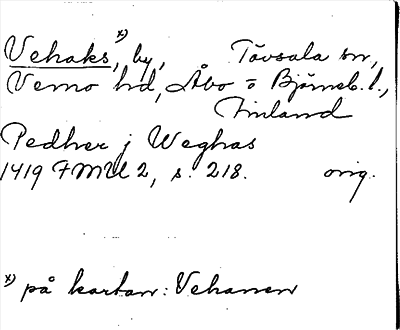 Vehaks, x) by, Tövsala sn,
Vemo hd, Åbo o Björneb. l.,
Finland
Pedher j Weghas
1419 FMU 2, s. 218. orig.
x) på kartan: Vehanen